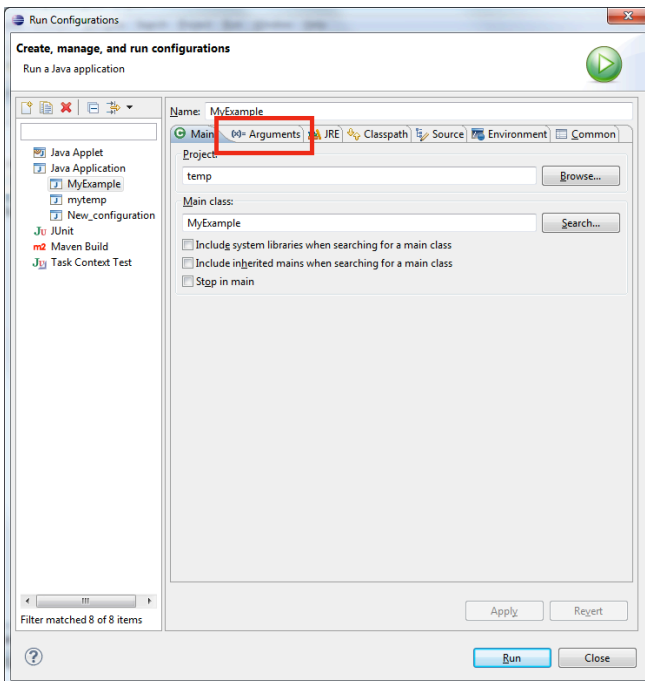 Run Configurations
Create, manage, and run configurations
Run a Java application
Name: MyExample
Main (x)= Arguments JRE Classpath Source Environment Common
Java Applet
Java Application
MyExample
mytemp
New_configuration
JUnit
m2 Maven Build
Task Context Test
Project:
temp
Browse...
Main class:
MyExample
Search...
Include system libraries when searching for a main class
Include inherited mains when searching for a main class
Stop in main
Filter matched 8 of 8 items
Apply
Revert
Run
Close